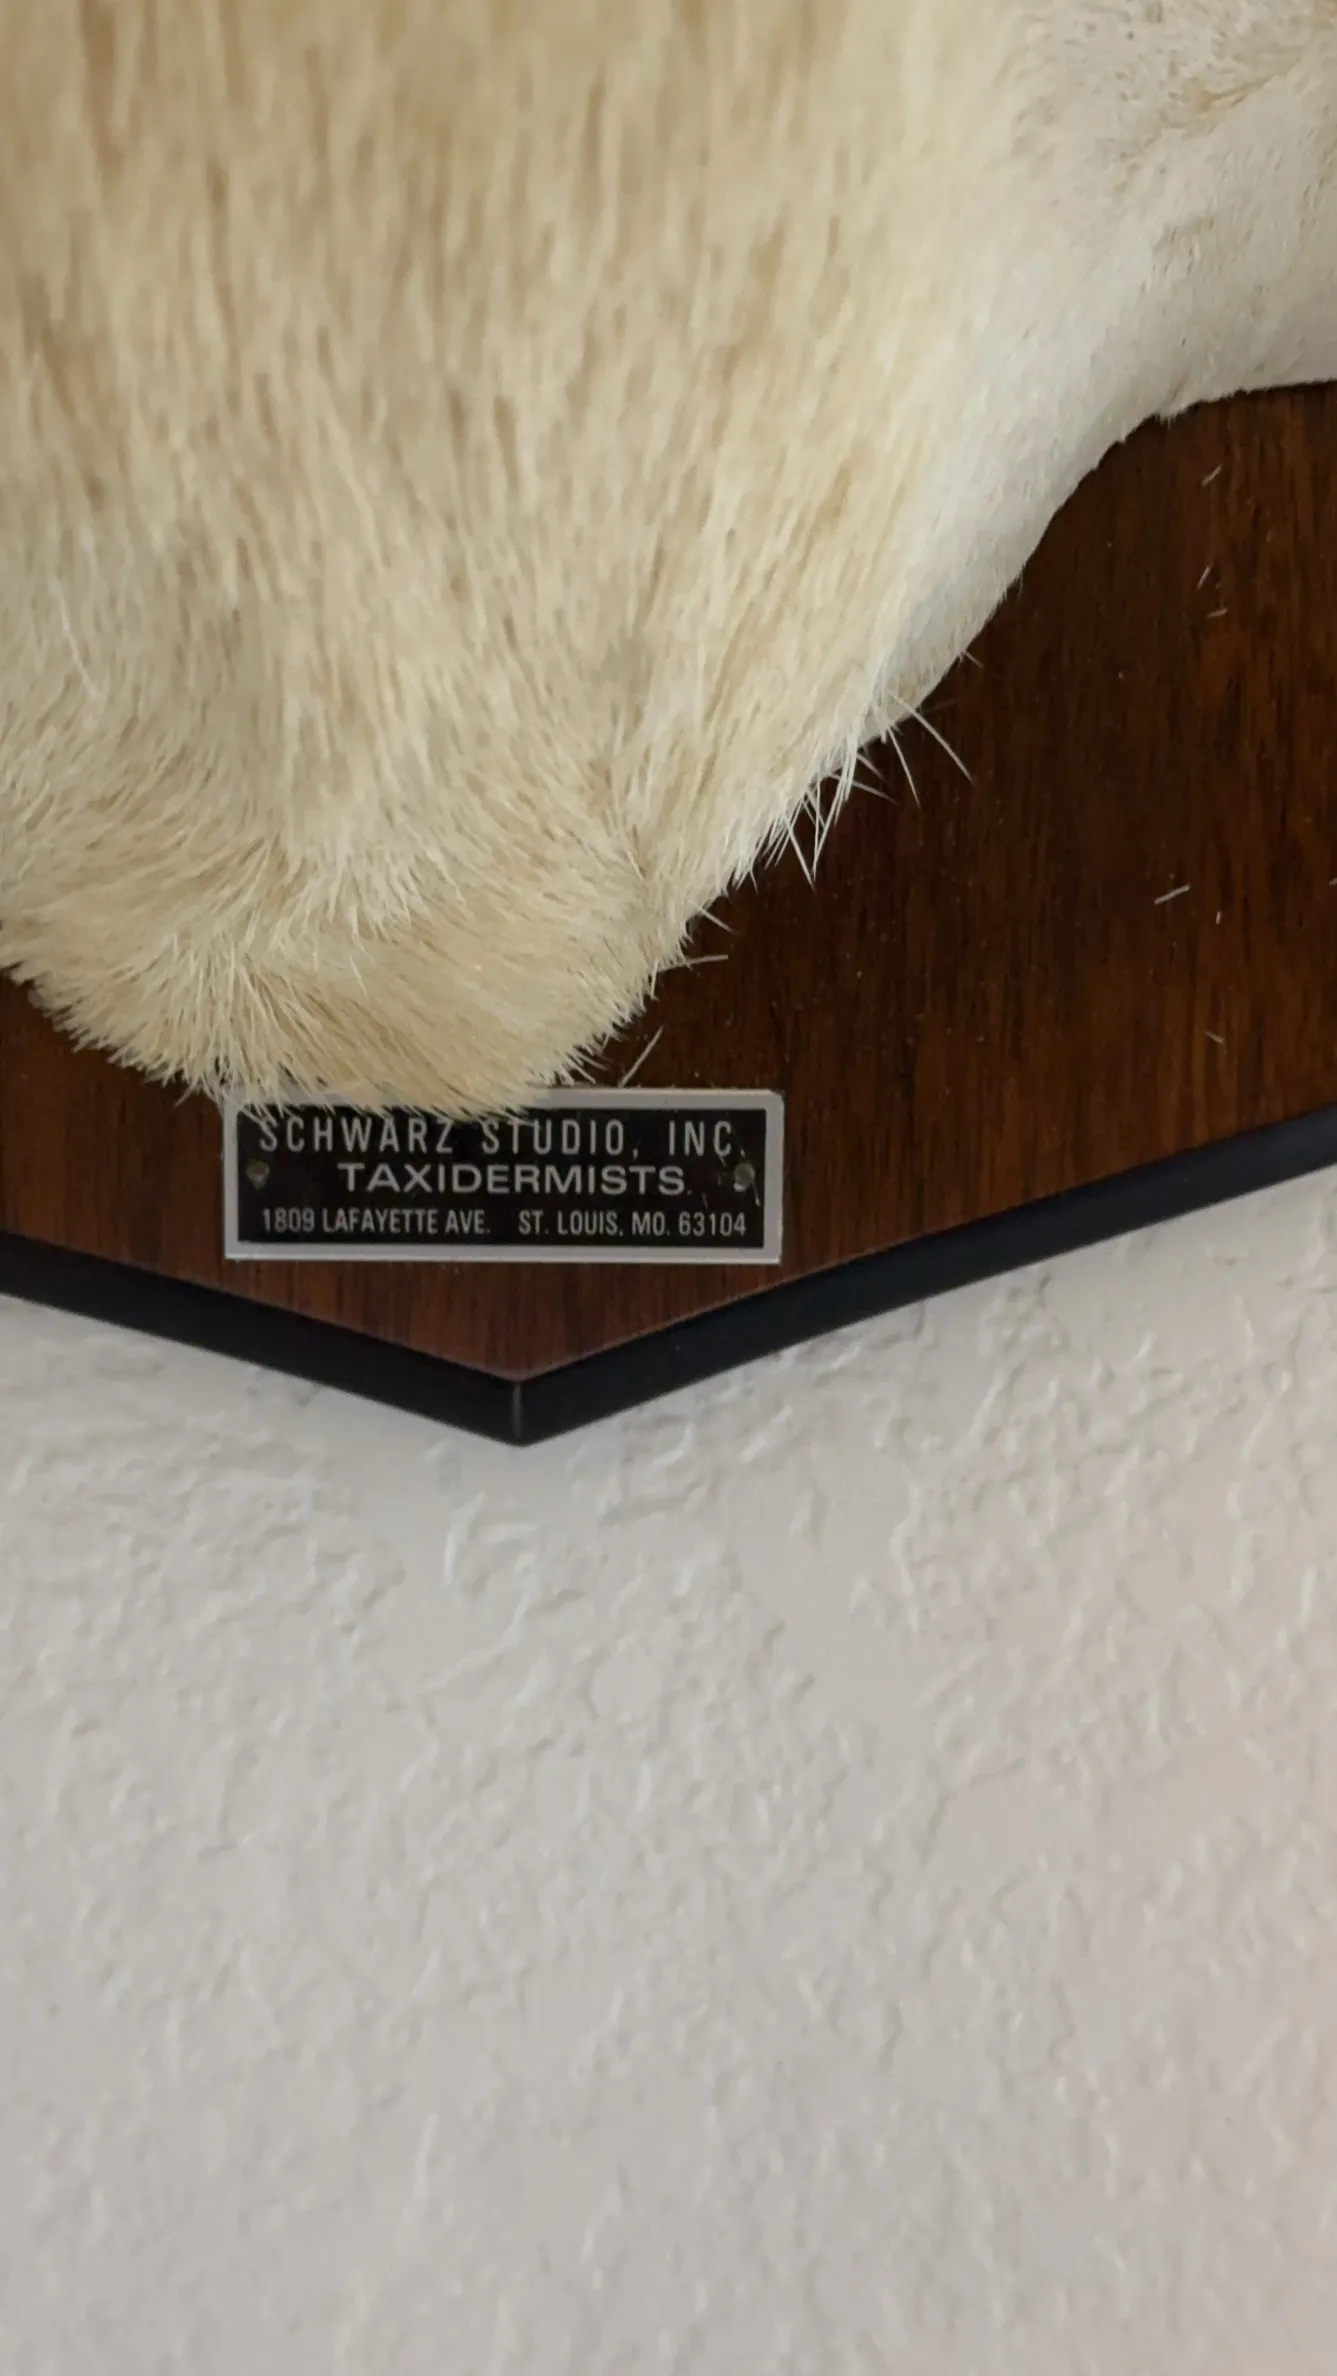 SCHWARZ STUDIO, INC.
TAXIDERMISTS.
1809 LAFAYETTE AVE. ST. LOUIS, MO. 63104